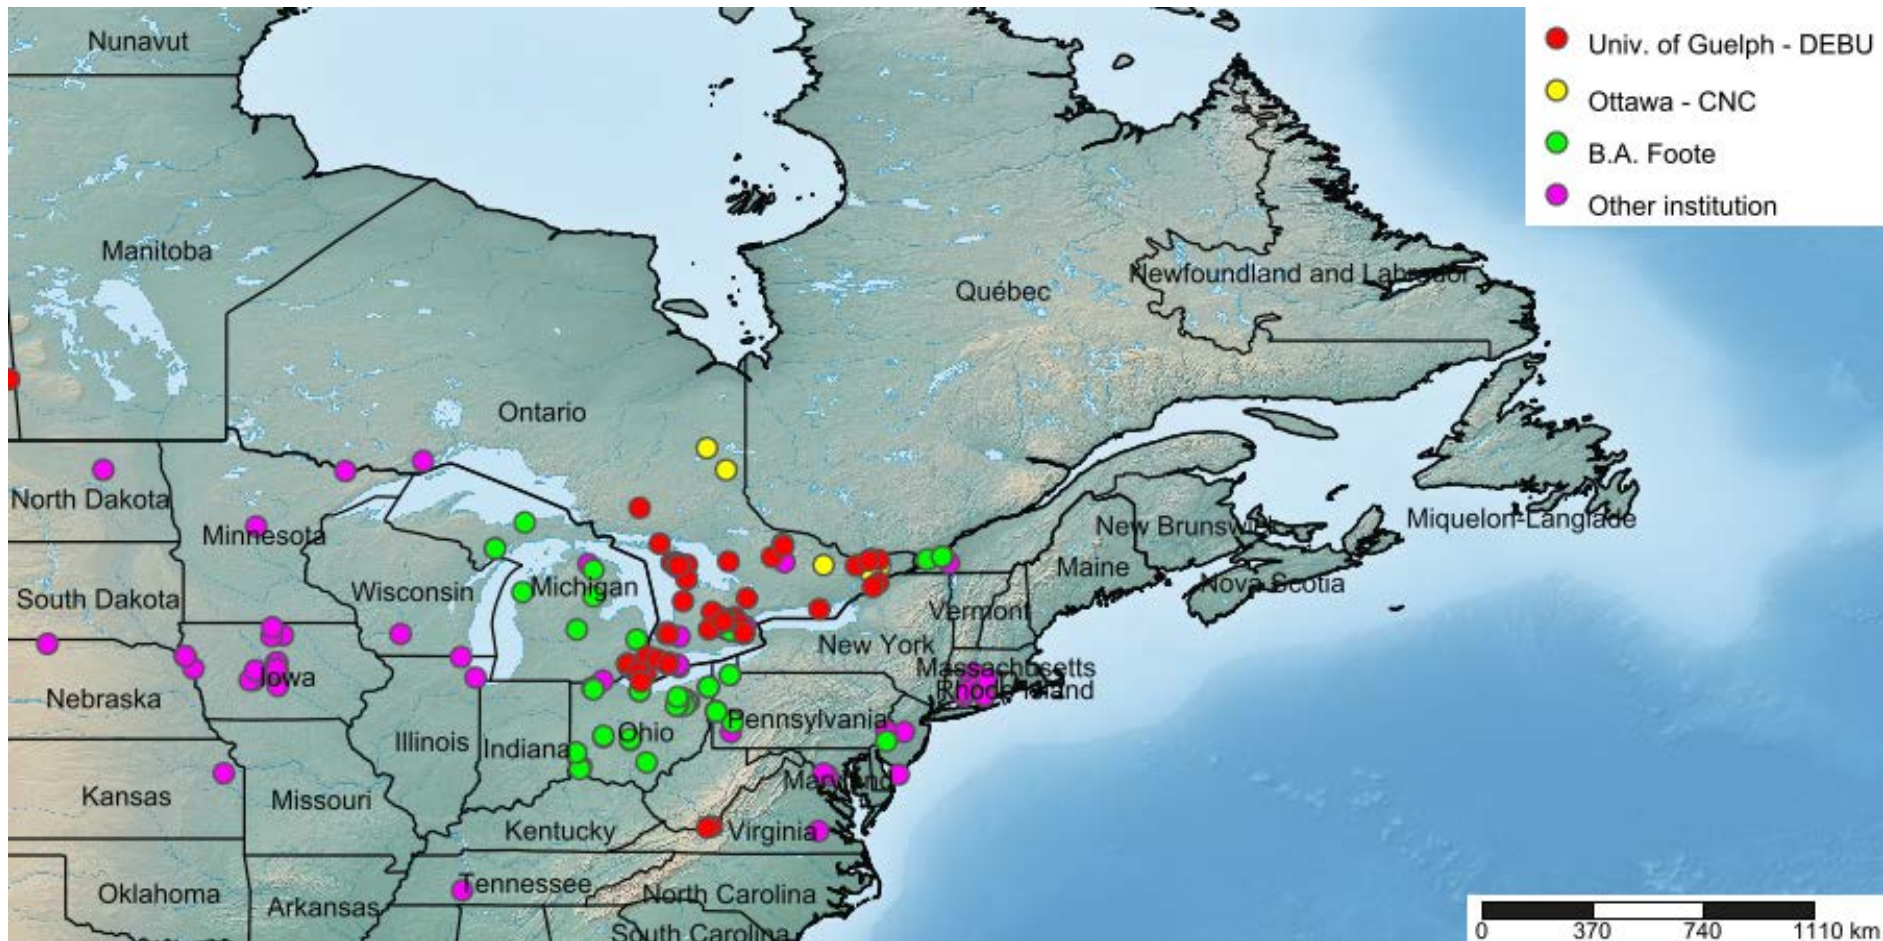 Nunavut
Univ. of Guelph - DEBU
Ottawa - CNC
B.A. Foote
Other institution
Manitoba
Québec
Newfoundland and Labrador
Ontario
North Dakota
Minnesota
New Brunswick
Miquelon-Langlade
Maine
Nova Scotia
South Dakota
Wisconsin
Michigan
Vermont
New York
Massachusetts
Rhode Island
Nebraska
Iowa
Pennsylvania
Illinois
Indiana
Ohio
Kansas
Missouri
Maryland
Kentucky
Virginia
Oklahoma
Arkansas
Tennessee
North Carolina
South Carolina
0 370 740 1110 km